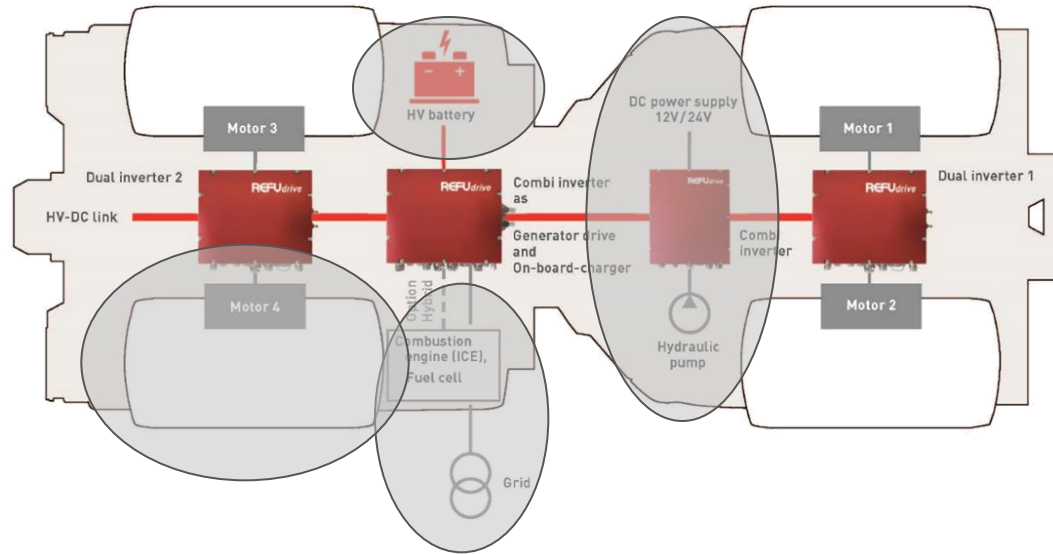 HV battery
DC power supply
12V / 24V
Motor 3
Motor 1
Dual inverter 2
REFUdrive
REFUdrive
Combi inverter
as
REFUdrive
REFUdrive
Dual inverter 1
HV-DC link
Generator drive
and
On-board-charger
Combi
inverter
Motor 4
Option
Hybrid
Motor 2
Combustion
engine (ICE),
Fuel cell
Hydraulic
pump
Grid